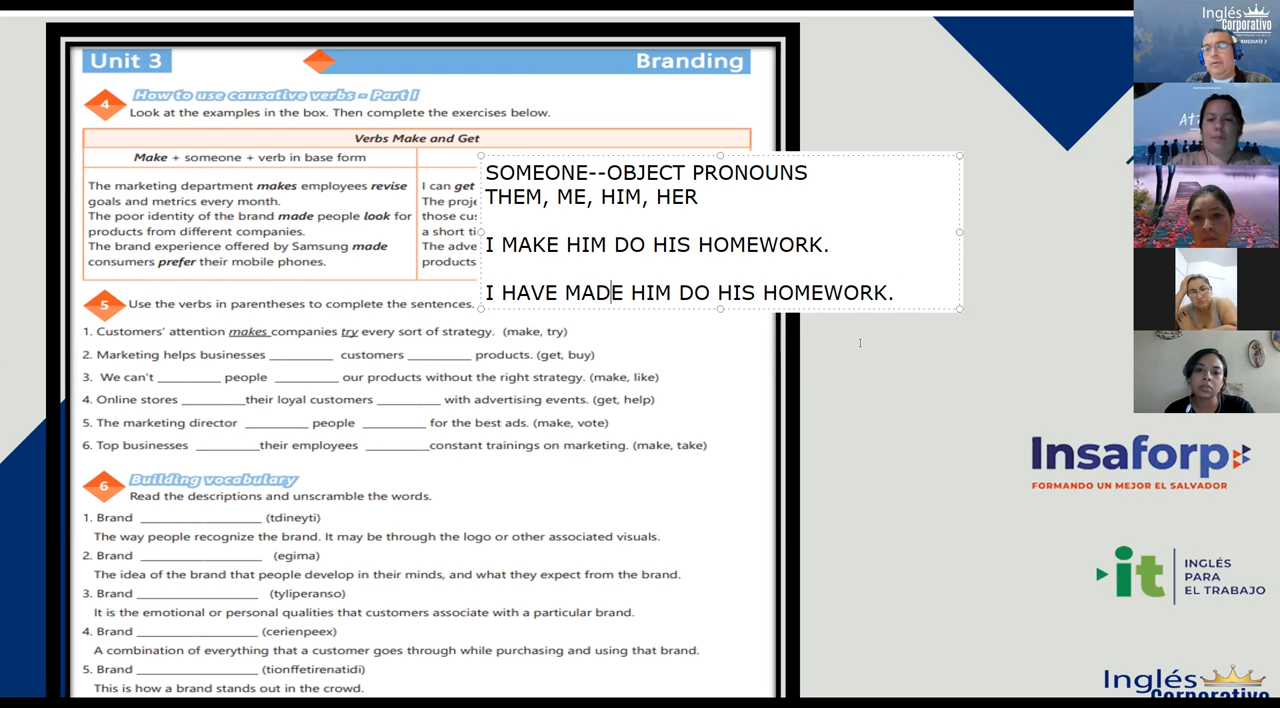 Unit 3
Branding
4
How to use causative verbs – Part I
Look at the examples in the box. Then complete the exercises below.
Verbs Make and Get
Make + someone + verb in base form
The marketing department makes employees revise
goals and metrics every month.
The poor identity of the brand made people look for
products from different companies.
The brand experience offered by Samsung made
consumers prefer their mobile phones.
I can get
The proje
those cus
a short ti
The adve
products
SOMEONE--OBJECT PRONOUNS
THEM, ME, HIM, HER
I MAKE HIM DO HIS HOMEWORK.
I HAVE MADE HIM DO HIS HOMEWORK.
5
Use the verbs in parentheses to complete the sentences.
1. Customers' attention makes companies try every sort of strategy. (make, try)
2. Marketing helps businesses __________ customers __________ products. (get, buy)
3. We can't __________ people __________ our products without the right strategy. (make, like)
4. Online stores __________their loyal customers __________ with advertising events. (get, help)
5. The marketing director __________ people __________ for the best ads. (make, vote)
6. Top businesses __________their employees __________constant trainings on marketing. (make, take)
6
Building vocabulary
Read the descriptions and unscramble the words.
1. Brand ____________________ (tdineyti)
The way people recognize the brand. It may be through the logo or other associated visuals.
2. Brand ____________________ (egima)
The idea of the brand that people develop in their minds, and what they expect from the brand.
3. Brand ____________________ (tyliperanso)
It is the emotional or personal qualities that customers associate with a particular brand.
4. Brand ____________________ (cerienpeex)
A combination of everything that a customer goes through while purchasing and using that brand.
5. Brand ____________________ (tionffetirenatidi)
This is how a brand stands out in the crowd.
Inglés
Corporativo
Insaforp
FORMANDO UN MEJOR EL SALVADOR
it
INGLÉS
PARA
EL TRABAJO
Inglés
Corporativo